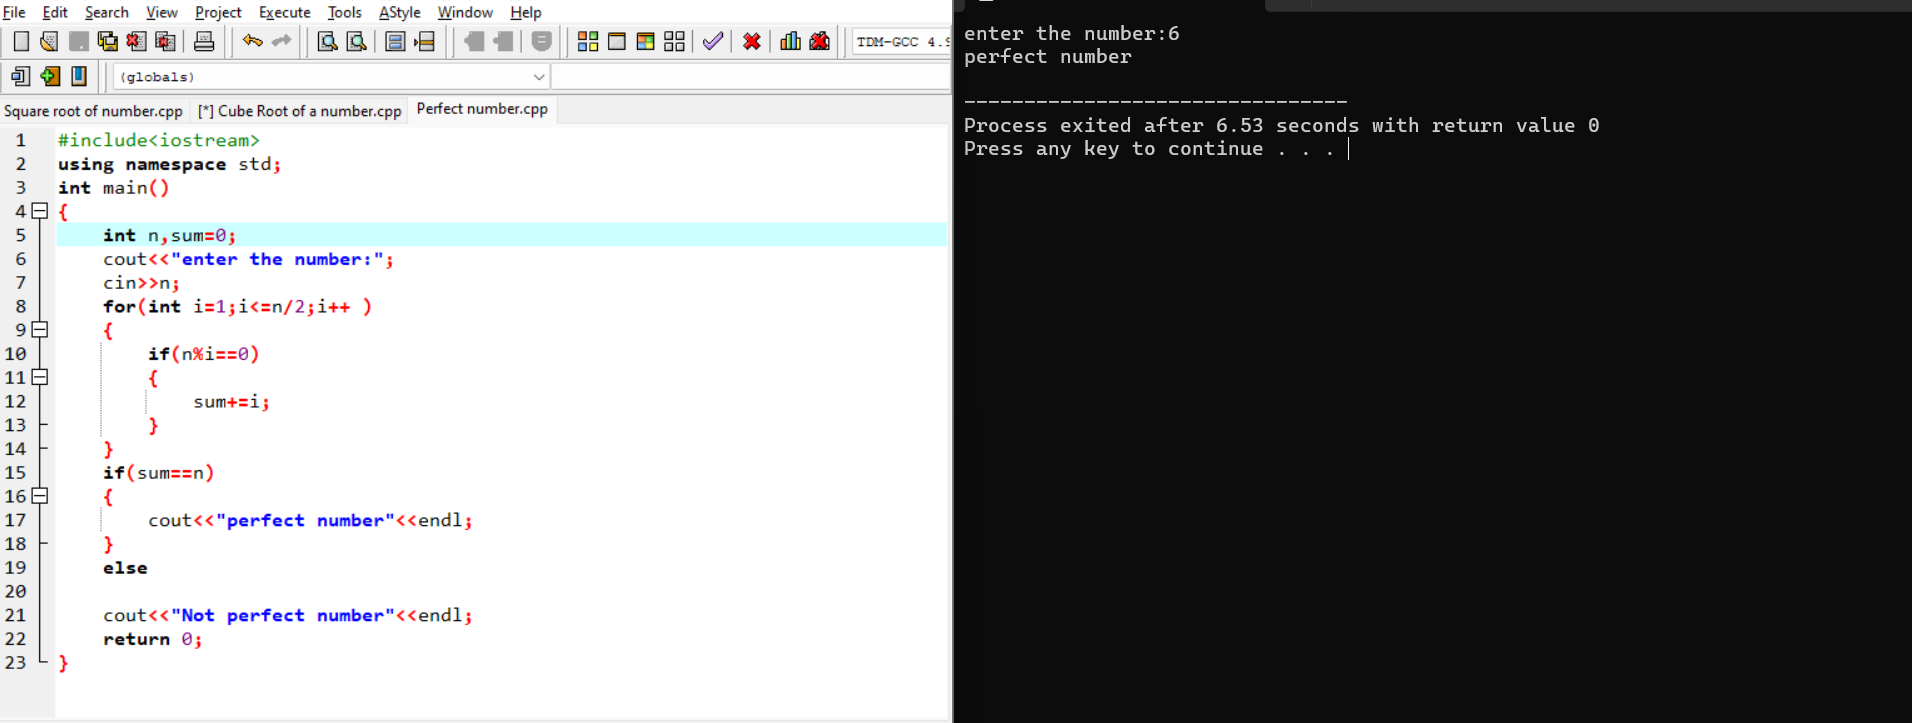 File Edit Search View Project Execute Tools AStyle Window Help
TDM-GCC 4.9
(globals)
Square root of number.cpp [*] Cube Root of a number.cpp Perfect number.cpp
1 #include<iostream>
2 using namespace std;
3 int main()
4 {
5 int n,sum=0;
6 cout<<"enter the number:";
7 cin>>n;
8 for(int i=1;i<=n/2;i++ )
9 {
10 if(n%i==0)
11 {
12 sum+=i;
13 }
14 }
15 if(sum==n)
16 {
17 cout<<"perfect number"<<endl;
18 }
19 else
20
21 cout<<"Not perfect number"<<endl;
22 return 0;
23 }
enter the number:6
perfect number
--------------------------------
Process exited after 6.53 seconds with return value 0
Press any key to continue . . .